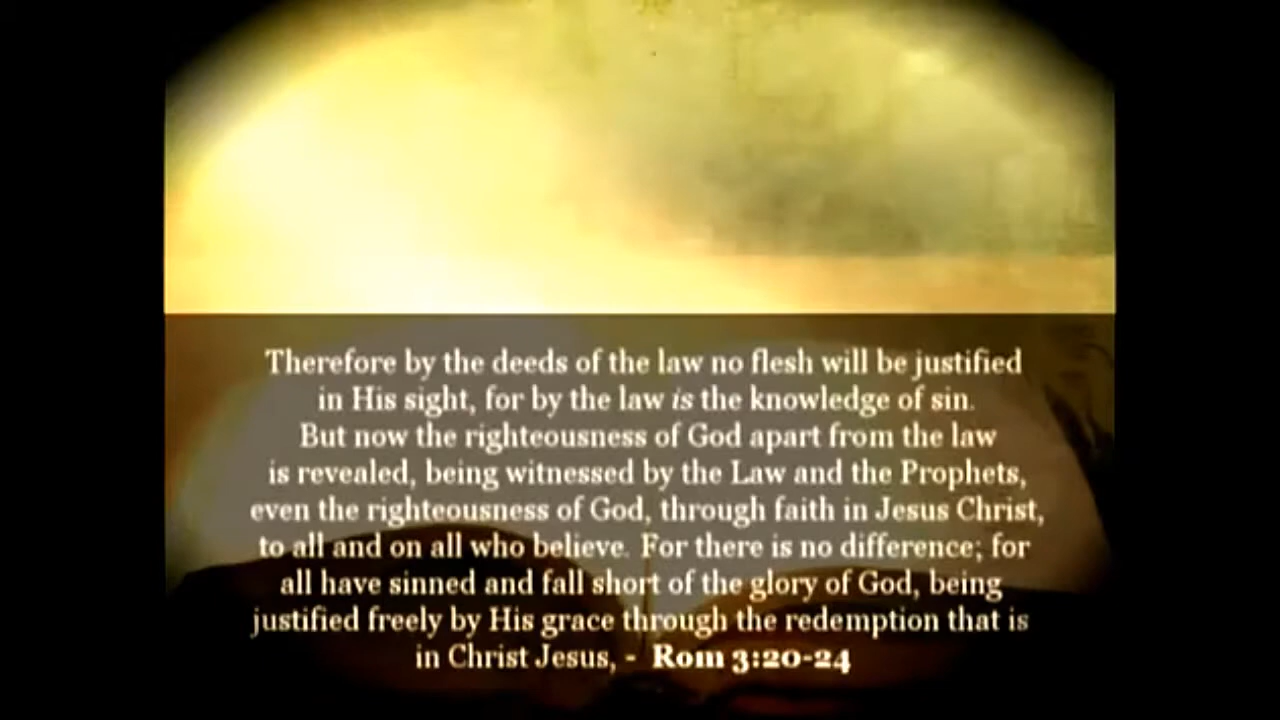 Therefore by the deeds of the law no flesh will be justified
in His sight, for by the law is the knowledge of sin.
But now the righteousness of God apart from the law
is revealed, being witnessed by the Law and the Prophets,
even the righteousness of God, through faith in Jesus Christ,
to all and on all who believe. For there is no difference; for
all have sinned and fall short of the glory of God, being
justified freely by His grace through the redemption that is
in Christ Jesus, - Rom 3:20-24